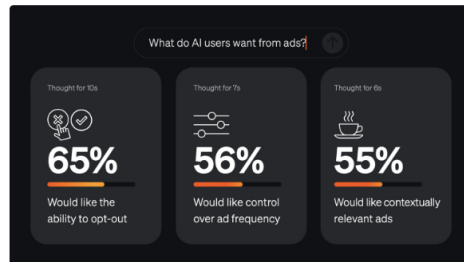 What do AI users want from ads?
Thought for 10s
65%
Would like the
ability to opt-out
Thought for 7s
56%
Would like control
over ad frequency
Thought for 6s
55%
Would like contextually
relevant ads